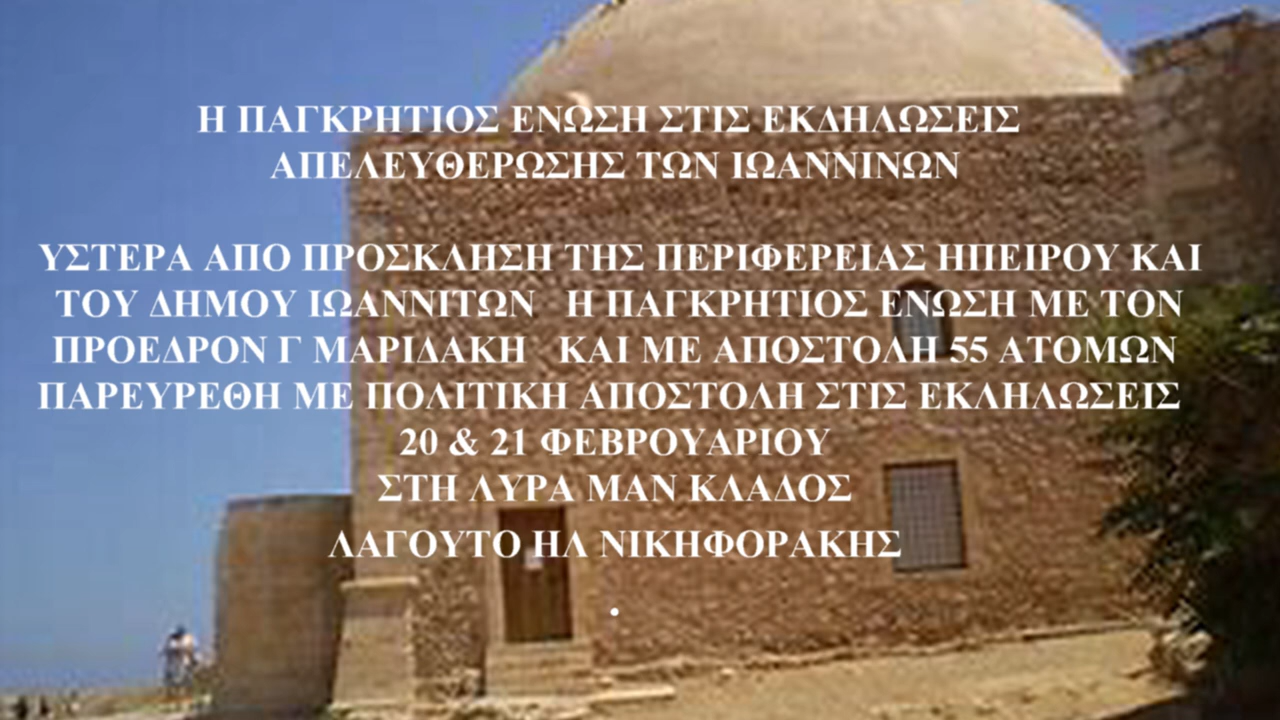 Η ΠΑΓΚΡΗΤΙΟΣ ΕΝΩΣΗ ΣΤΙΣ ΕΚΔΗΛΩΣΕΙΣ
ΑΠΕΛΕΥΘΕΡΩΣΗΣ ΤΩΝ ΙΩΑΝΝΙΝΩΝ
ΥΣΤΕΡΑ ΑΠΟ ΠΡΟΣΚΛΗΣΗ ΤΗΣ ΠΕΡΙΦΕΡΕΙΑΣ ΗΠΕΙΡΟΥ ΚΑΙ
ΤΟΥ ΔΗΜΟΥ ΙΩΑΝΝΙΤΩΝ Η ΠΑΓΚΡΗΤΙΟΣ ΕΝΩΣΗ ΜΕ ΤΟΝ
ΠΡΟΕΔΡΟΝ Γ ΜΑΡΙΔΑΚΗ ΚΑΙ ΜΕ ΑΠΟΣΤΟΛΗ 55 ΑΤΟΜΩΝ
ΠΑΡΕΥΡΕΘΗ ΜΕ ΠΟΛΙΤΙΚΗ ΑΠΟΣΤΟΛΗ ΣΤΙΣ ΕΚΛΗΛΩΣΕΙΣ
20 & 21 ΦΕΒΡΟΥΑΡΙΟΥ
ΣΤΗ ΛΥΡΑ ΜΑΝ ΚΛΑΔΟΣ
ΛΑΓΟΥΤΟ ΗΛ ΝΙΚΗΦΟΡΑΚΗΣ
.